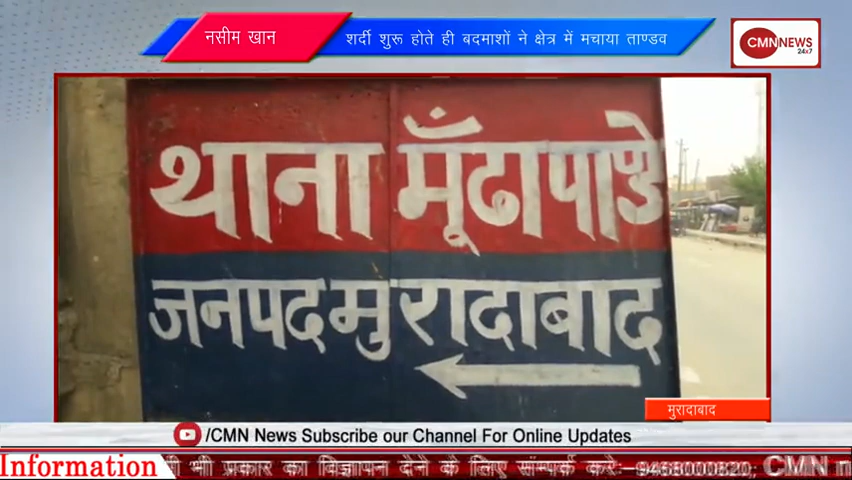 नसीम खान
शर्दी शुरू होते ही बदमाशों ने क्षेत्र में मचाया ताण्डव
CMN NEWS
24x7
थाना मूँढापाण्डे
जनपद मुरादाबाद
मुरादाबाद
/CMN News Subscribe our Channel For Online Updates
Information भी प्रकार का विज्ञापन देने के लिए सम्पर्क करें:-9458000820; CMN n